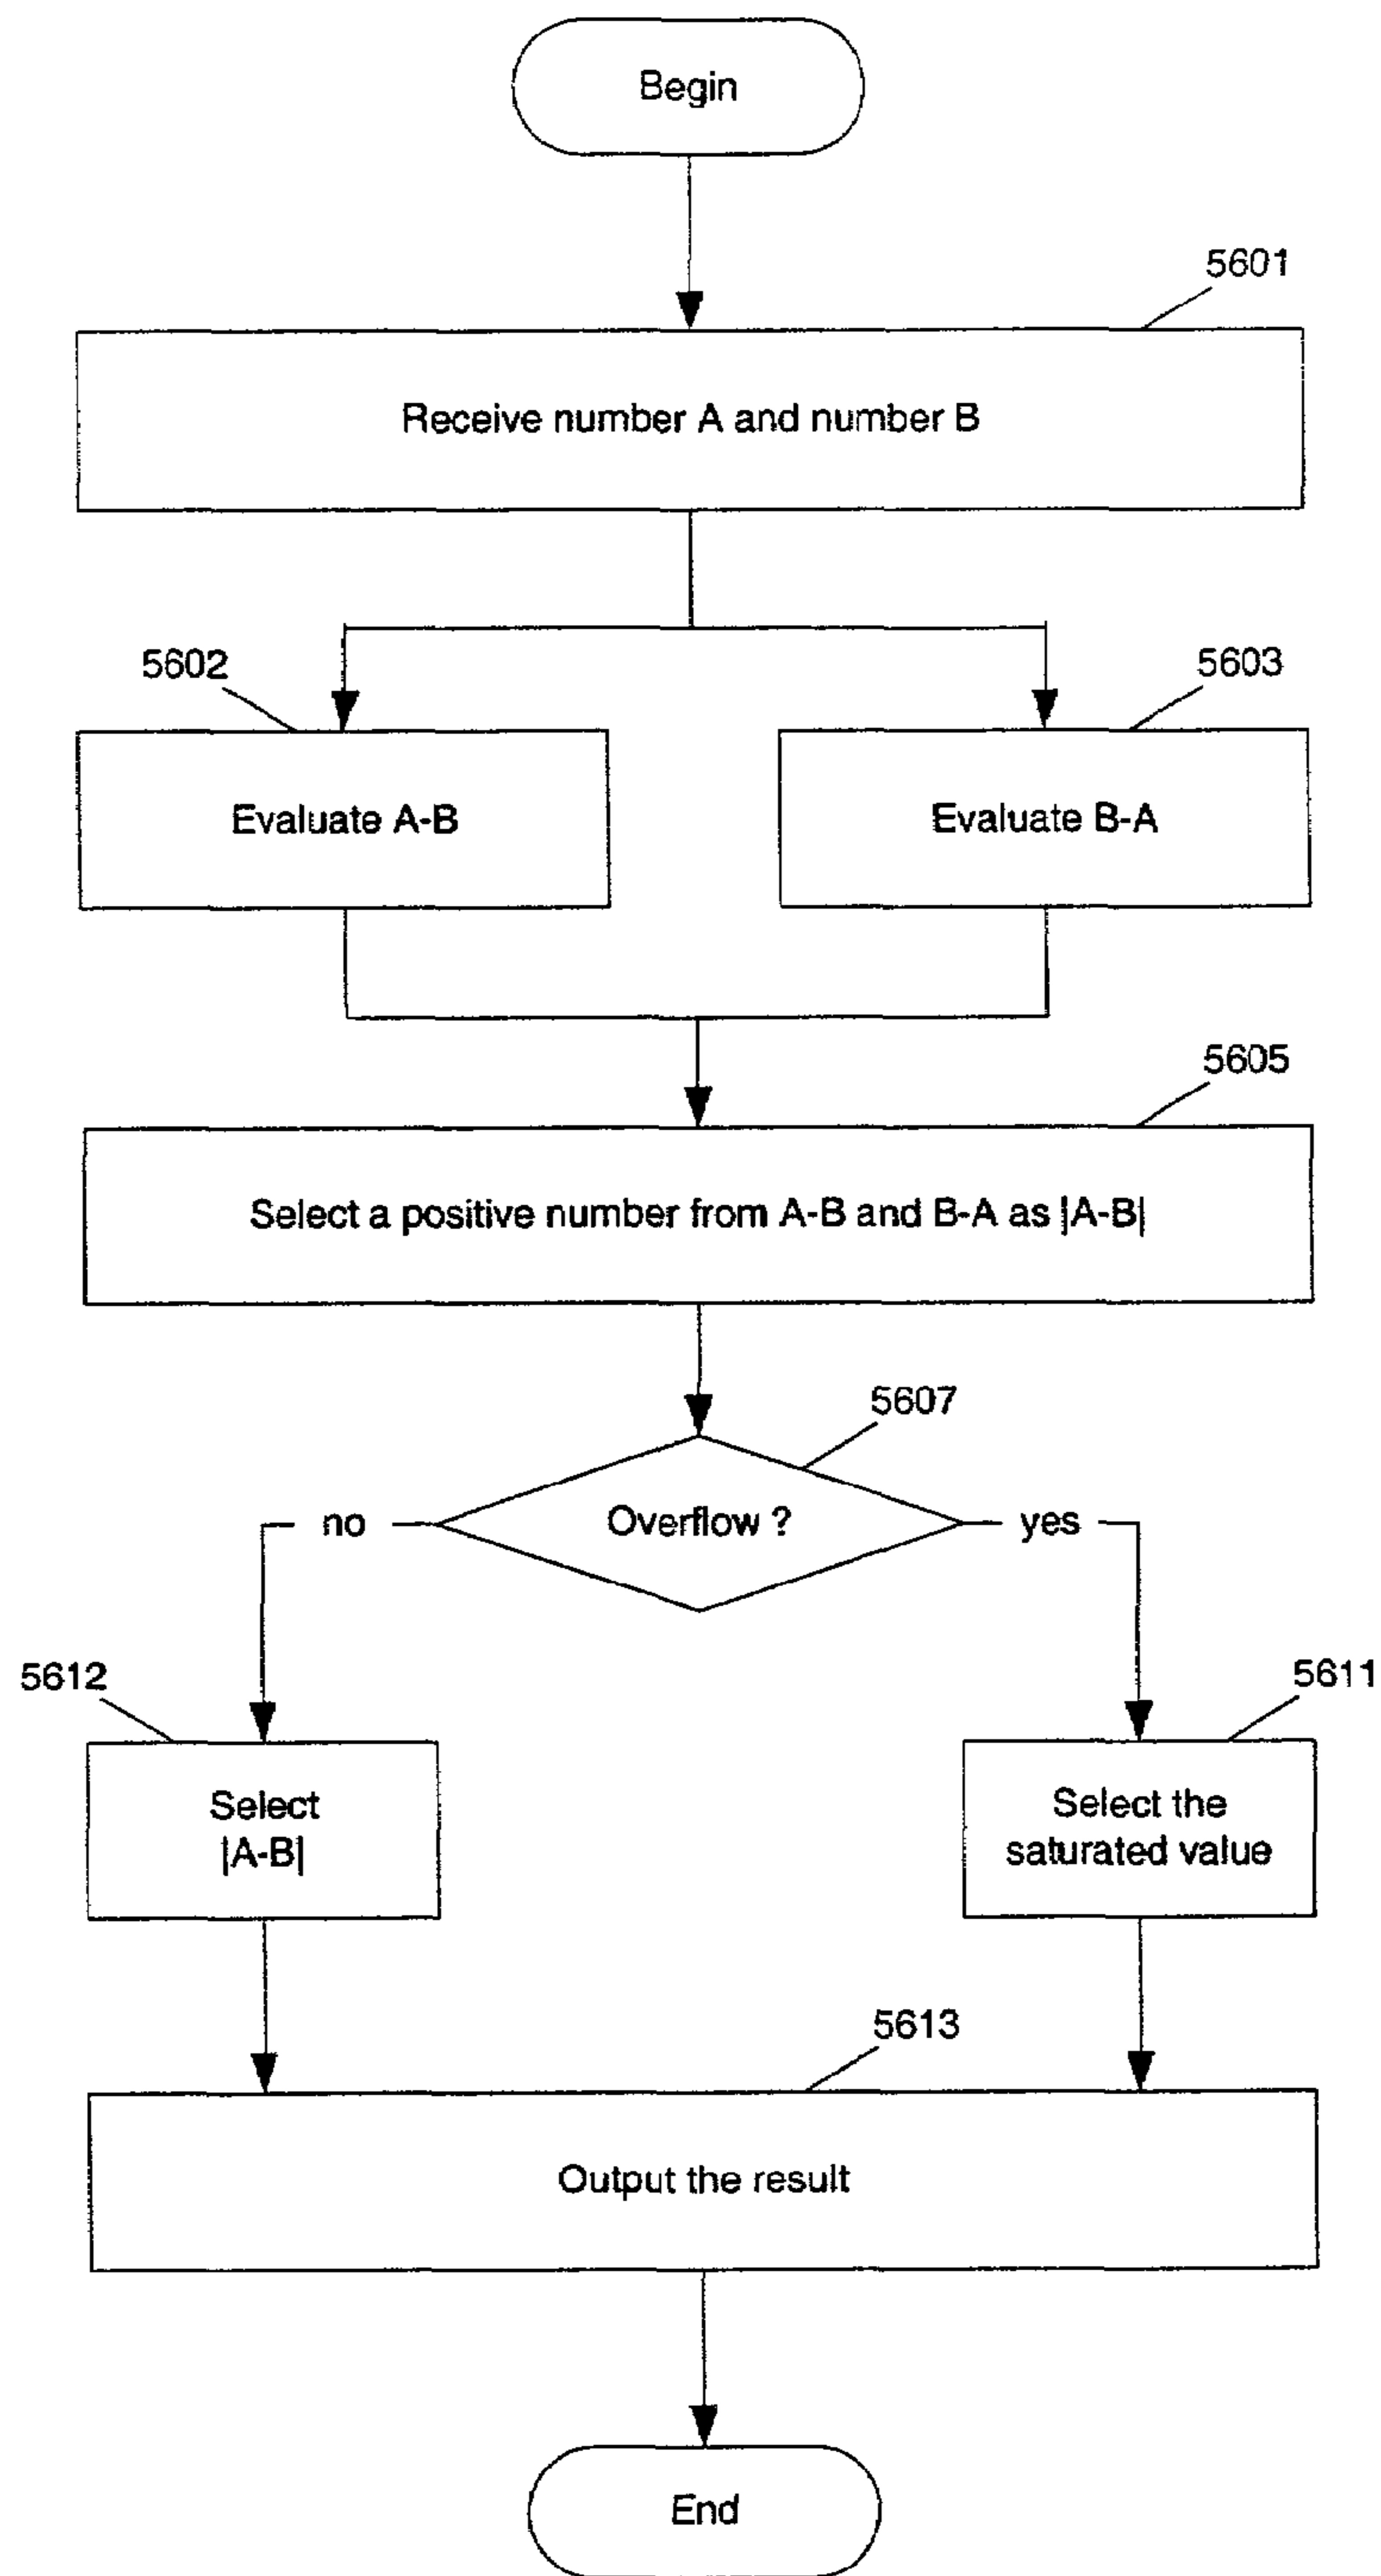 Begin
5601
Receive number A and number B
5602
5603
Evaluate A-B
Evaluate B-A
5605
Select a positive number from A-B and B-A as |A-B|
5607
Overflow ?
no
yes
5612
5611
Select
|A-B|
Select the
saturated value
5613
Output the result
End